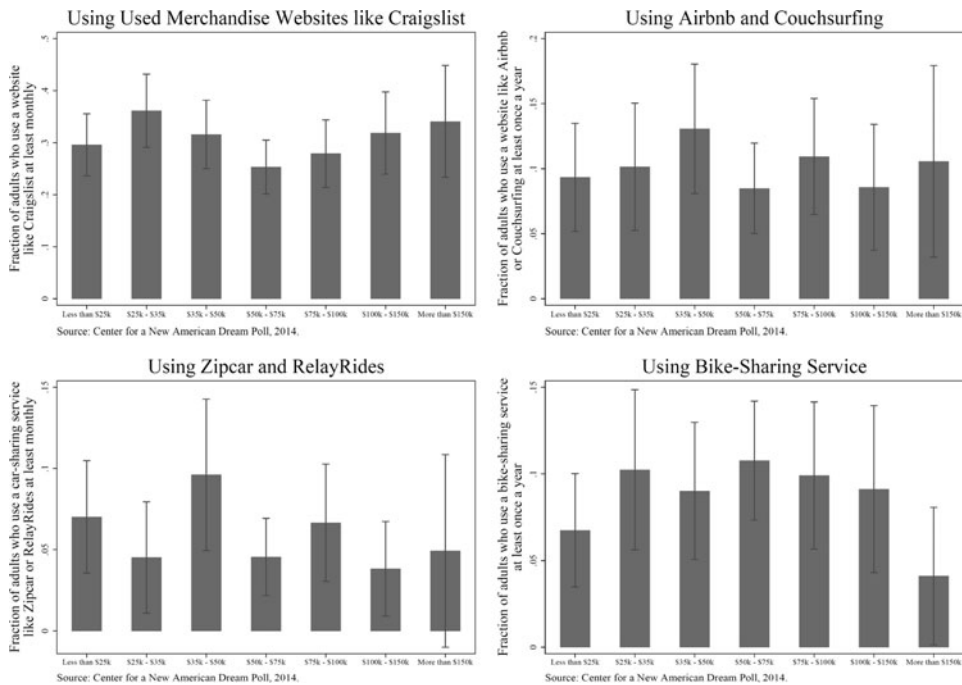 Using Used Merchandise Websites like Craigslist
Fraction of adults who use a website
like Craigslist at least monthly
.5
.4
.3
.2
.1
0
Less than $25k $25k - $35k $35k - $50k $50k - $75k $75k - $100k $100k - $150k More than $150k
Source: Center for a New American Dream Poll, 2014.
Using Airbnb and Couchsurfing
Fraction of adults who use a website like Airbnb
or Couchsurfing at least once a year
.2
.15
.1
.05
0
Less than $25k $25k - $35k $35k - $50k $50k - $75k $75k - $100k $100k - $150k More than $150k
Source: Center for a New American Dream Poll, 2014.
Using Zipcar and RelayRides
Fraction of adults who use a car-sharing service
like Zipcar or RelayRides at least monthly
.15
.1
.05
0
Less than $25k $25k - $35k $35k - $50k $50k - $75k $75k - $100k $100k - $150k More than $150k
Source: Center for a New American Dream Poll, 2014.
Using Bike-Sharing Service
Fraction of adults who use a bike-sharing service
at least once a year
.15
.1
.05
0
Less than $25k $25k - $35k $35k - $50k $50k - $75k $75k - $100k $100k - $150k More than $150k
Source: Center for a New American Dream Poll, 2014.